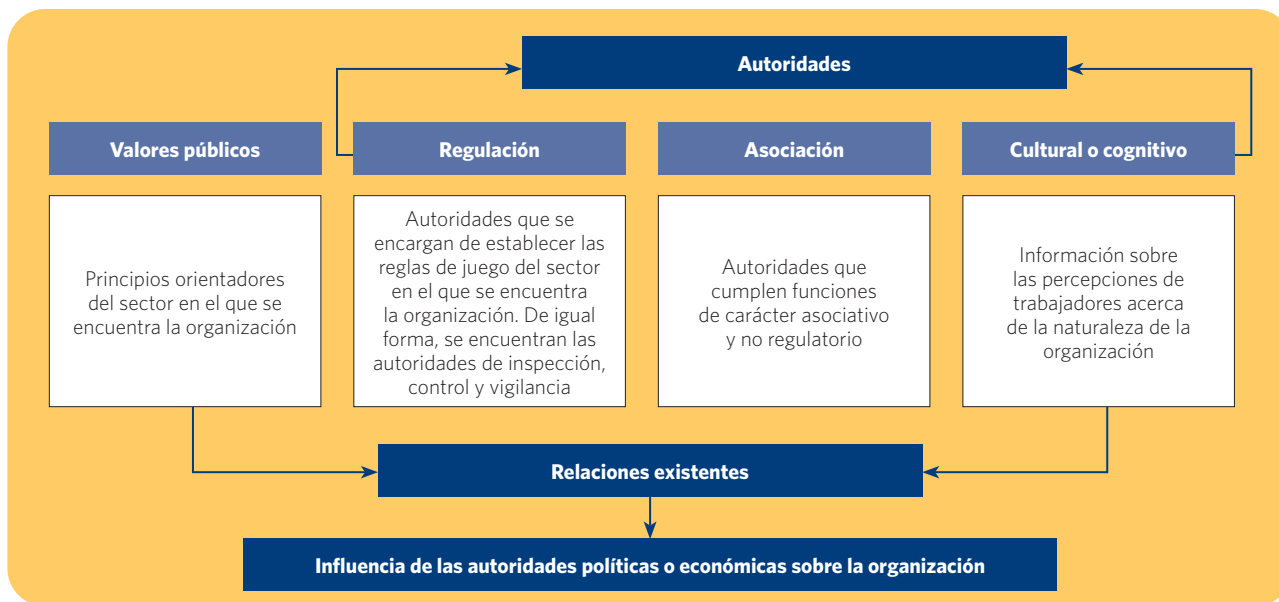 Autoridades
Valores públicos
Regulación
Asociación
Cultural o cognitivo
Principios orientadores
del sector en el que se
encuentra la organización
Autoridades que se
encargan de establecer las
reglas de juego del sector
en el que se encuentra
la organización. De igual
forma, se encuentran las
autoridades de inspección,
control y vigilancia
Autoridades que
cumplen funciones
de carácter asociativo
y no regulatorio
Información sobre
las percepciones de
trabajadores acerca
de la naturaleza de la
organización
Relaciones existentes
Influencia de las autoridades políticas o económicas sobre la organización